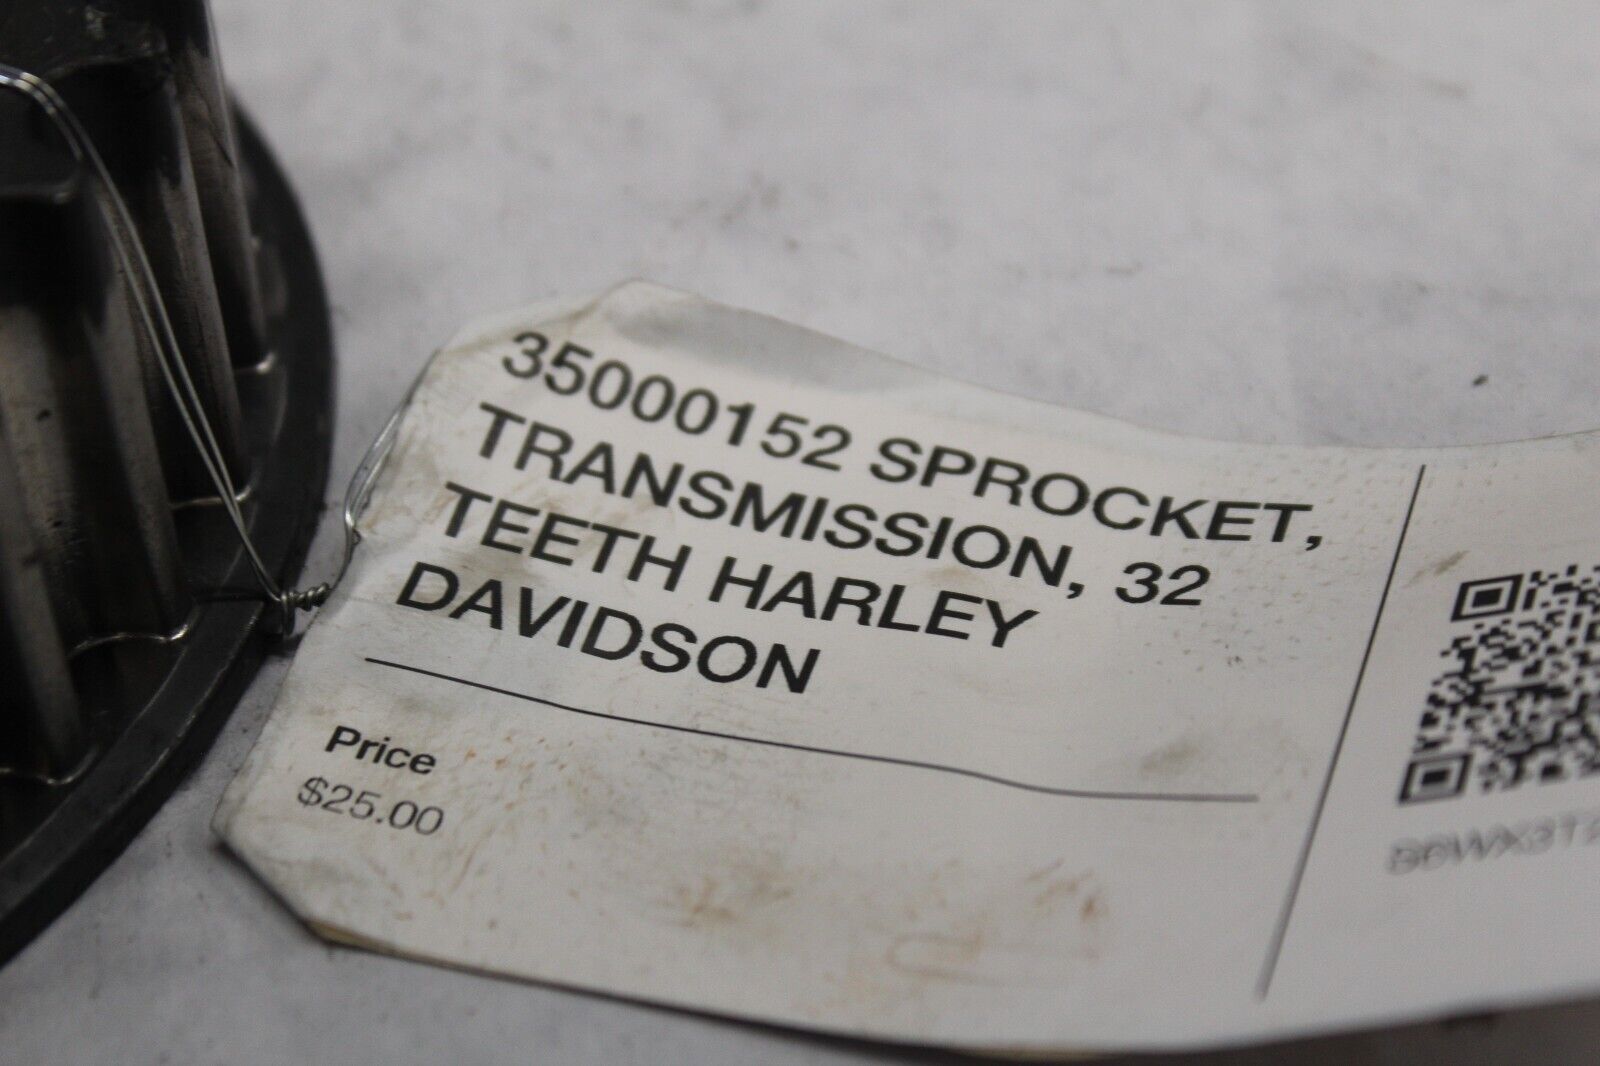 35000152 SPROCKET,
TRANSMISSION, 32
TEETH HARLEY
DAVIDSON
Price
$25.00